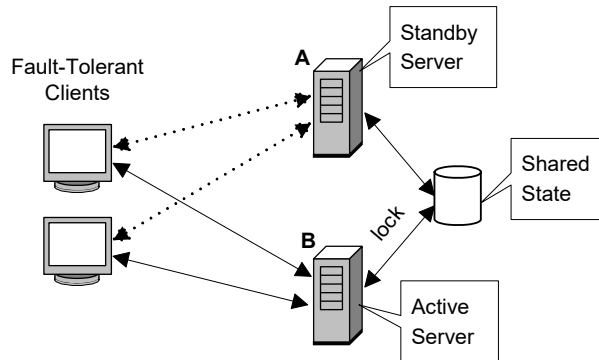 Fault-Tolerant
Clients
A
Standby
Server
Shared
State
lock
B
Active
Server